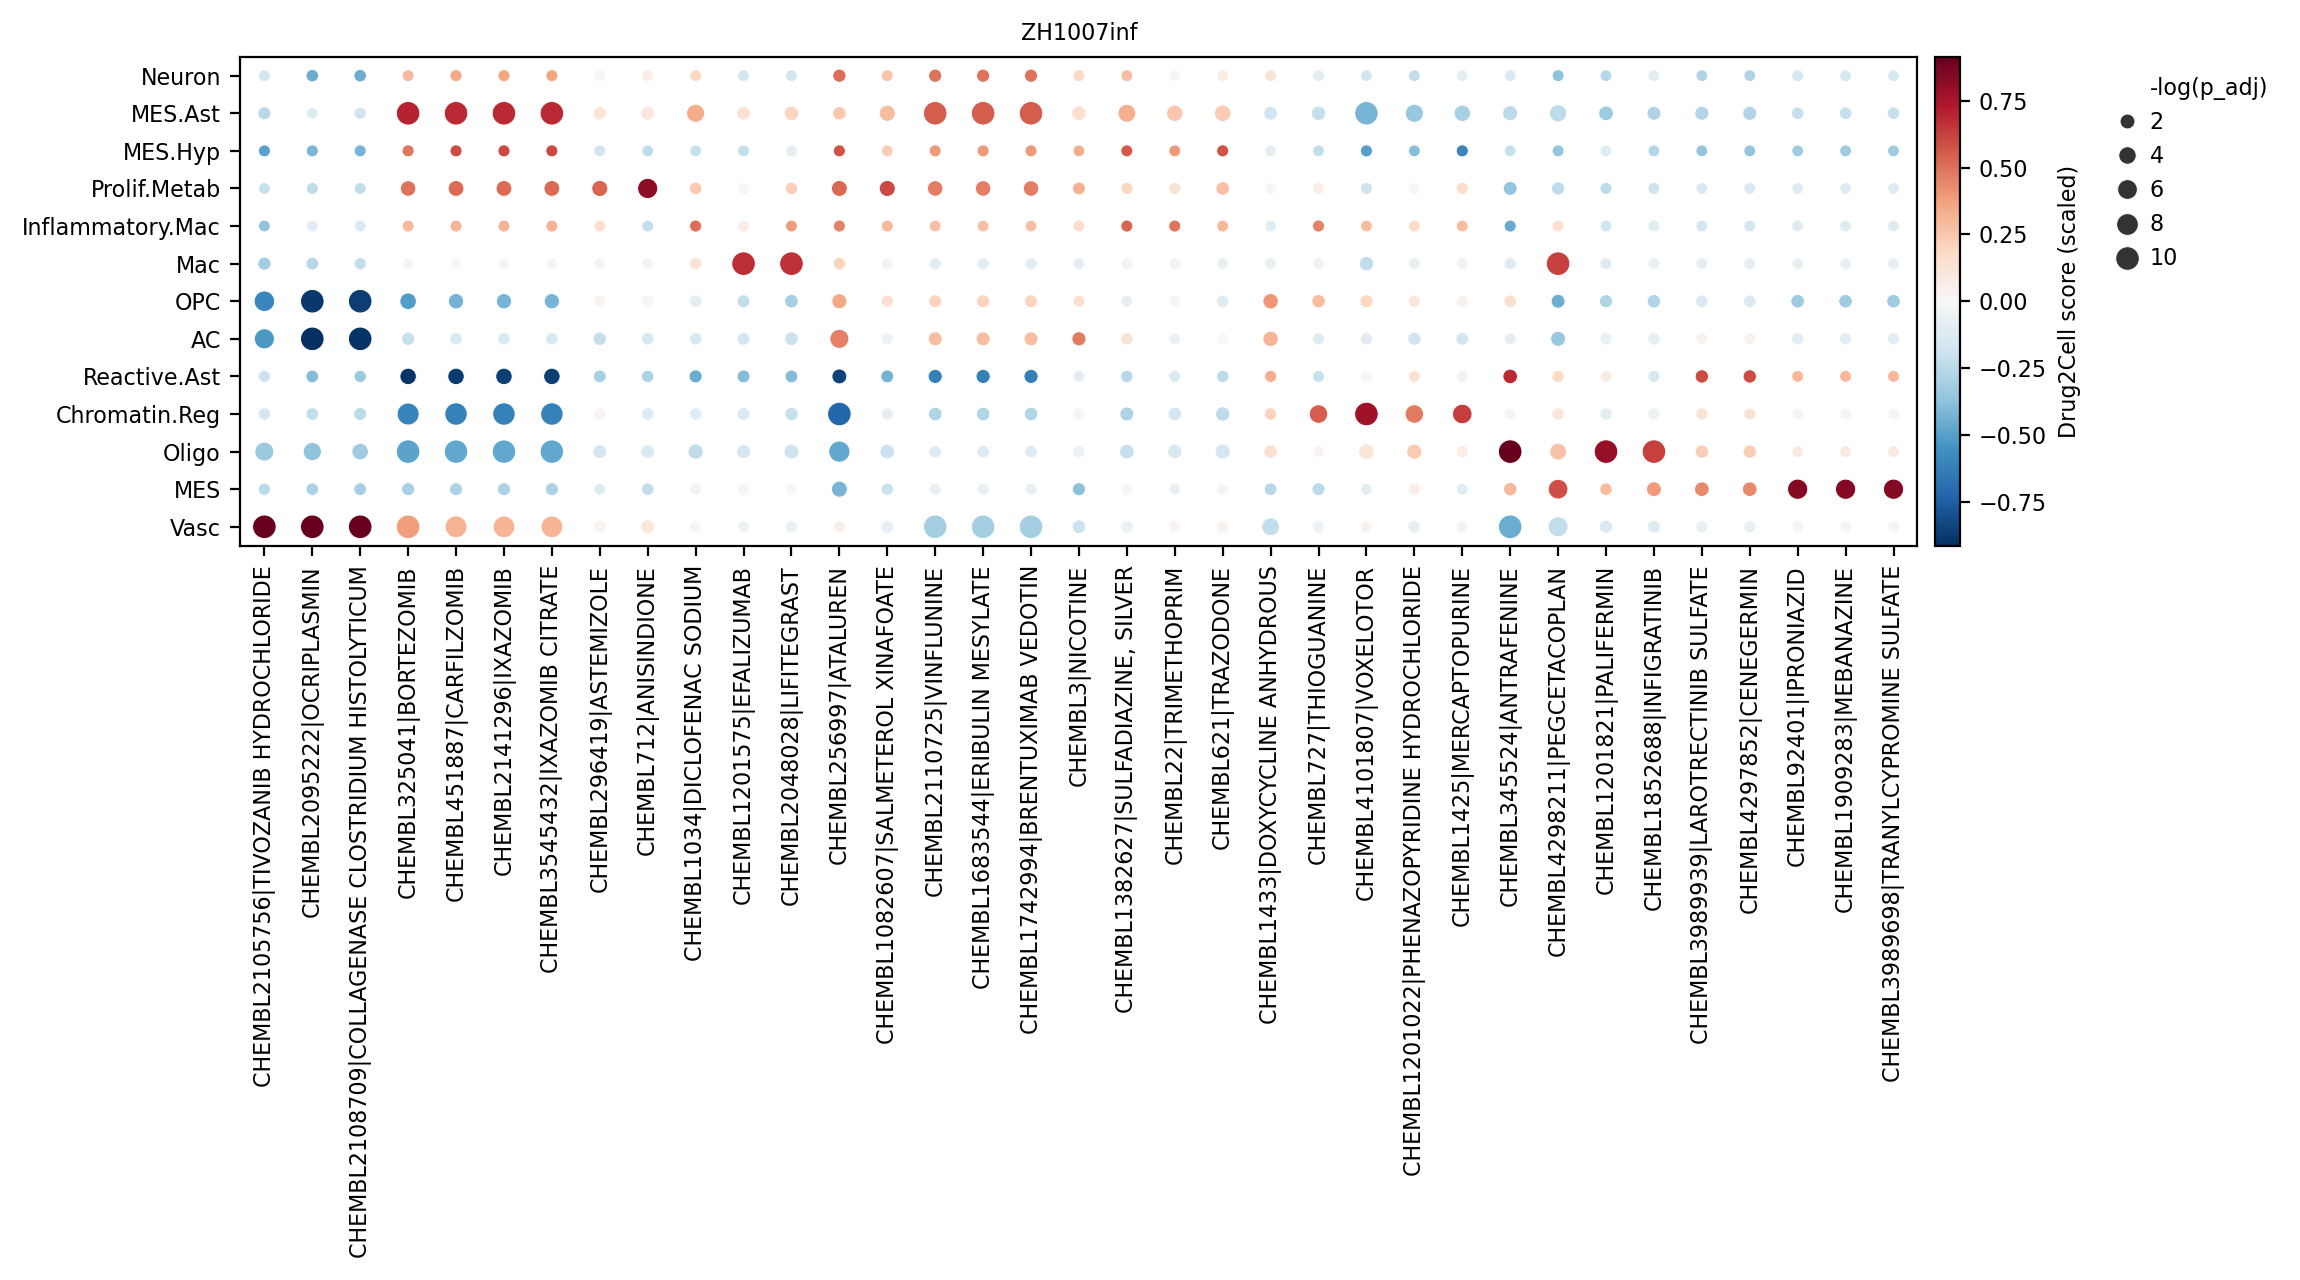 ZH1007inf
Neuron
MES.Ast
MES.Hyp
Prolif.Metab
Inflammatory.Mac
Mac
OPC
AC
Reactive.Ast
Chromatin.Reg
Oligo
MES
Vasc
CHEMBL2105756|TIVOZANIB HYDROCHLORIDE
CHEMBL2095222|OCRIPLASMIN
CHEMBL2108709|COLLAGENASE CLOSTRIDIUM HISTOLYTICUM
CHEMBL325041|BORTEZOMIB
CHEMBL451887|CARFILZOMIB
CHEMBL2141296|IXAZOMIB
CHEMBL3545432|IXAZOMIB CITRATE
CHEMBL296419|ASTEMIZOLE
CHEMBL712|ANISINDIONE
CHEMBL1034|DICLOFENAC SODIUM
CHEMBL1201575|EFALIZUMAB
CHEMBL2048028|LIFITEGRAST
CHEMBL256997|ATALUREN
CHEMBL1082607|SALMETEROL XINAFOATE
CHEMBL2110725|VINFLUNINE
CHEMBL1683544|ERIBULIN MESYLATE
CHEMBL1742994|BRENTUXIMAB VEDOTIN
CHEMBL3|NICOTINE
CHEMBL1382627|SULFADIAZINE, SILVER
CHEMBL22|TRIMETHOPRIM
CHEMBL621|TRAZODONE
CHEMBL1433|DOXYCYCLINE ANHYDROUS
CHEMBL727|THIOGUANINE
CHEMBL4101807|VOXELOTOR
CHEMBL1201022|PHENAZOPYRIDINE HYDROCHLORIDE
CHEMBL1425|MERCAPTOPURINE
CHEMBL345524|ANTRAFENINE
CHEMBL4298211|PEGCETACOPLAN
CHEMBL1201821|PALIFERMIN
CHEMBL1852688|INFIGRATINIB
CHEMBL3989939|LAROTRECTINIB SULFATE
CHEMBL4297852|CENEGERMIN
CHEMBL92401|IPRONIAZID
CHEMBL1909283|MEBANAZINE
CHEMBL3989698|TRANYLCYPROMINE SULFATE
0.75
0.50
0.25
0.00
−0.25
−0.50
−0.75
Drug2Cell score (scaled)
-log(p_adj)
2
4
6
8
10